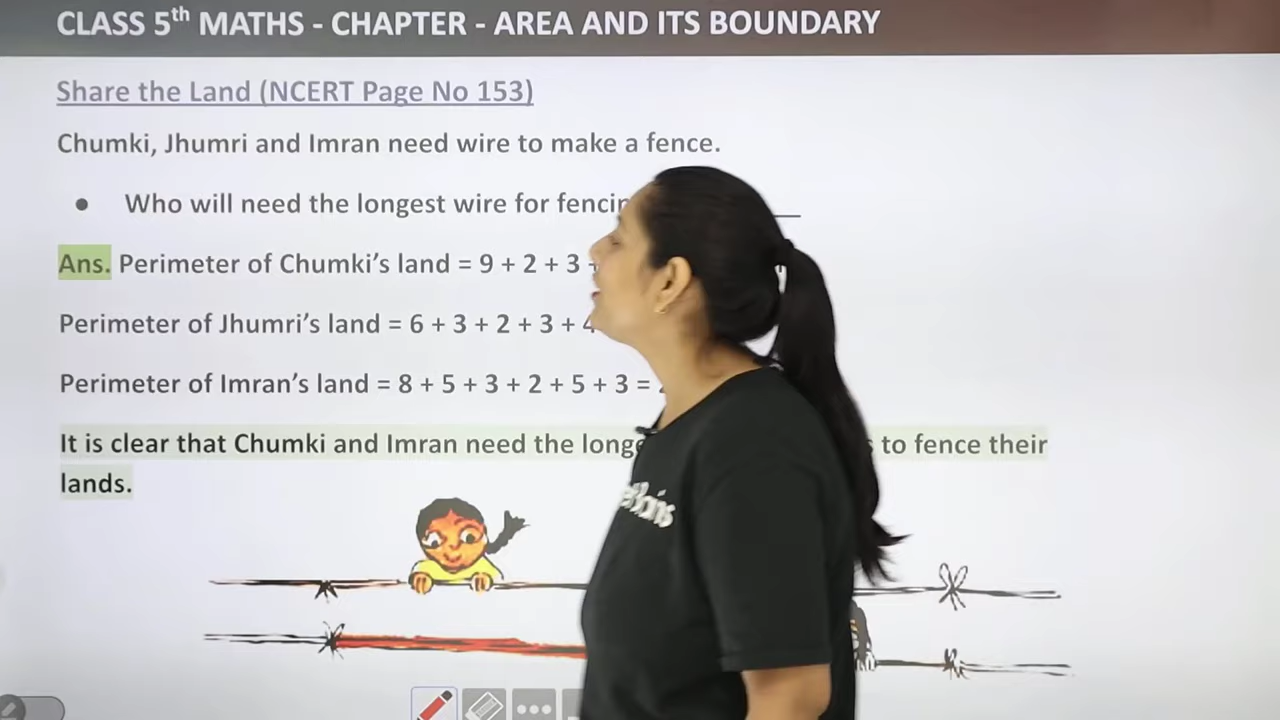 CLASS 5th MATHS - CHAPTER - AREA AND ITS BOUNDARY
Share the Land (NCERT Page No 153)
Chumki, Jhumri and Imran need wire to make a fence.
• Who will need the longest wire for
Ans. Perimeter of Chumki’s land = 9 + 2 + 3
Perimeter of Jhumri’s land = 6 + 3 + 2 + 3 +
Perimeter of Imran’s land = 8 + 5 + 3 + 2 + 5 + 3 =
It is clear that Chumki and Imran need the to fence their
lands.